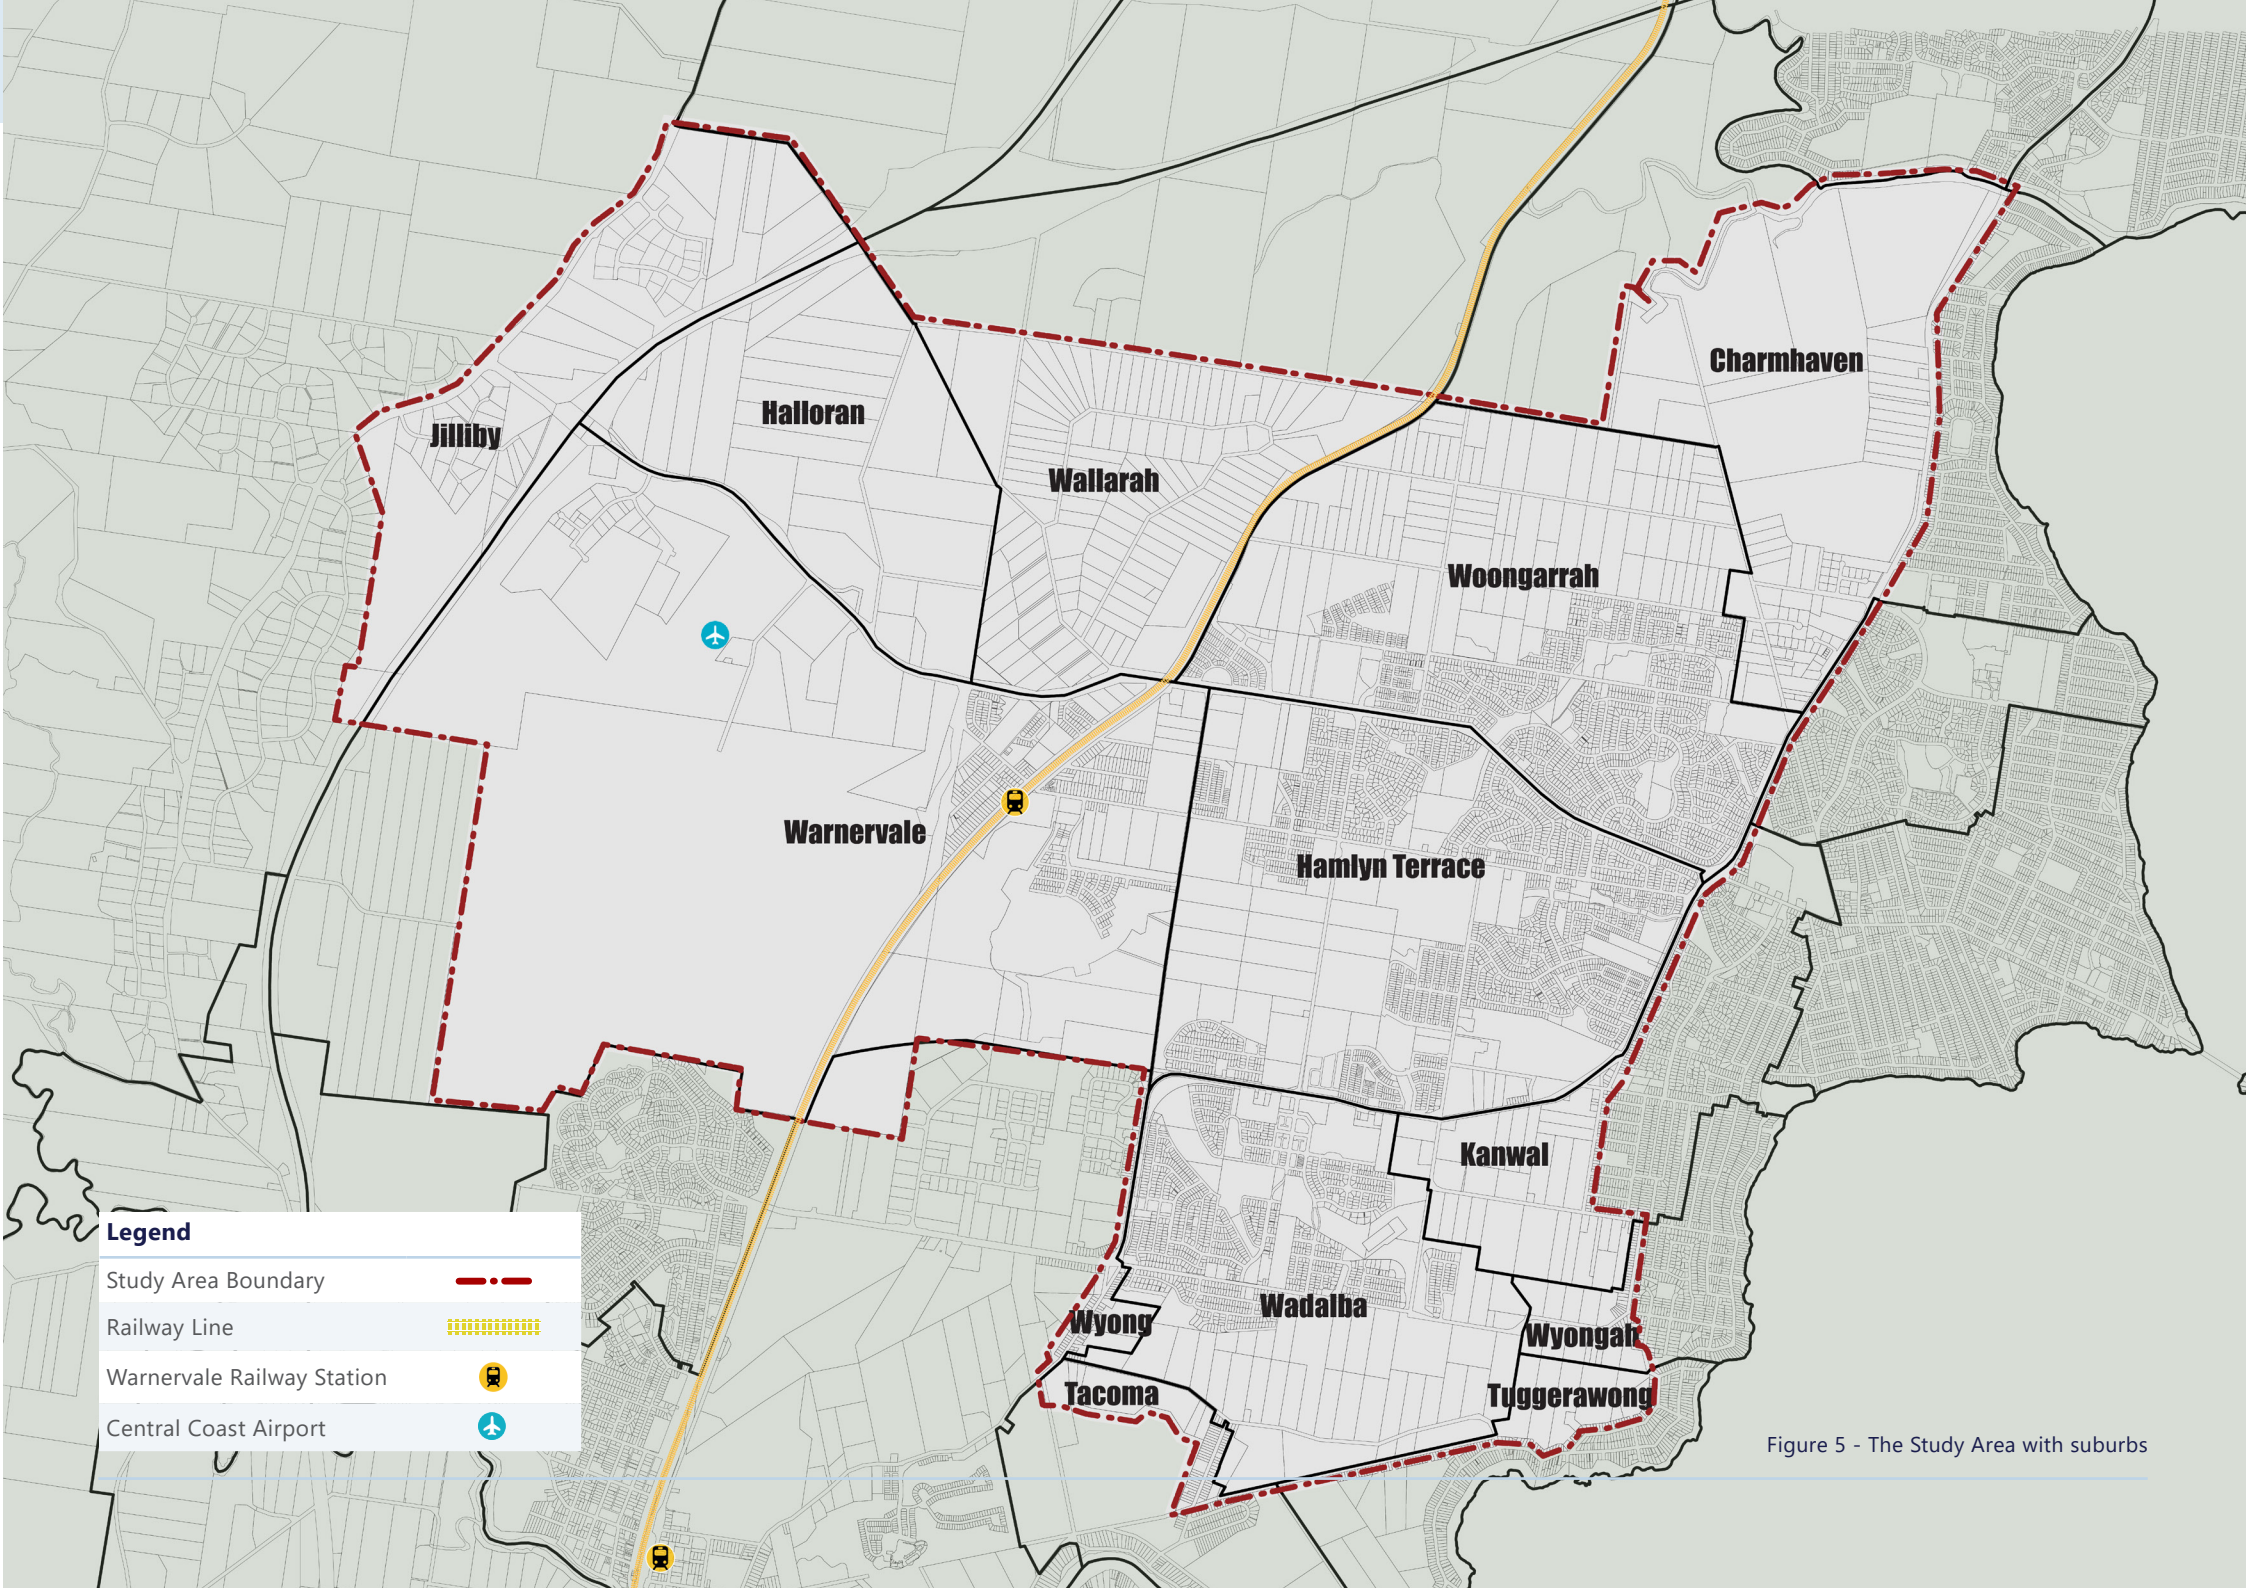 Charmhaven
Halloran
Jilliby
Wallarah
Woongarrah
Warnervale
Hamlyn Terrace
Kanwal
Wadalba
Wyong
Wyongah
Tacoma
Tuggerawong
Legend
Study Area Boundary
Railway Line
Warnervale Railway Station
Central Coast Airport
Figure 5 - The Study Area with suburbs